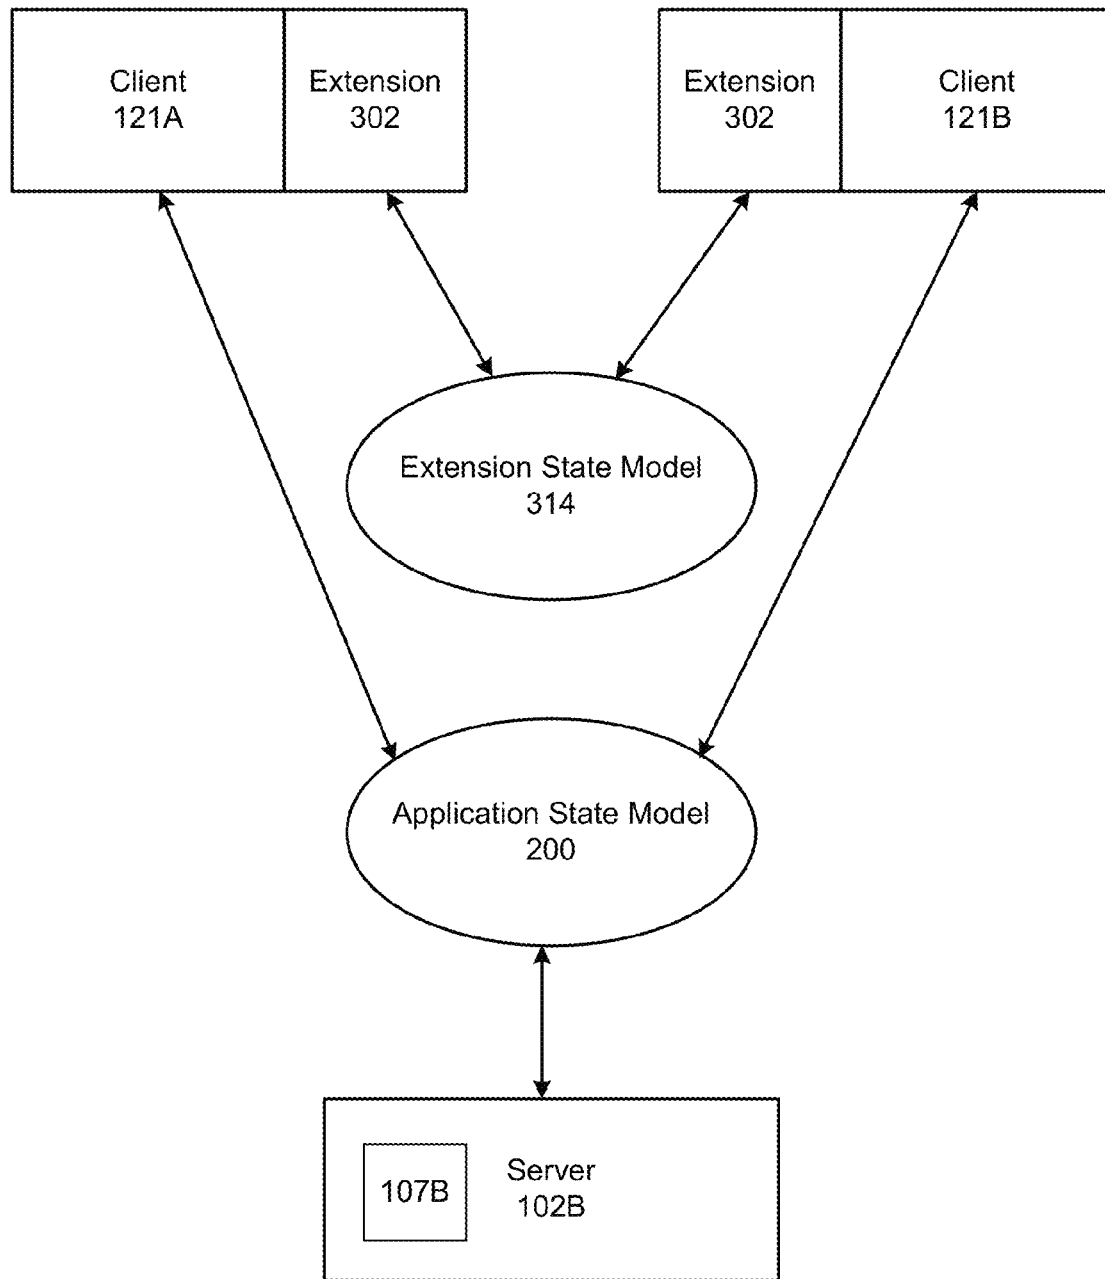 Client
121A
Extension
302
Extension
302
Client
121B
Extension State Model
314
Application State Model
200
107B
Server
102B